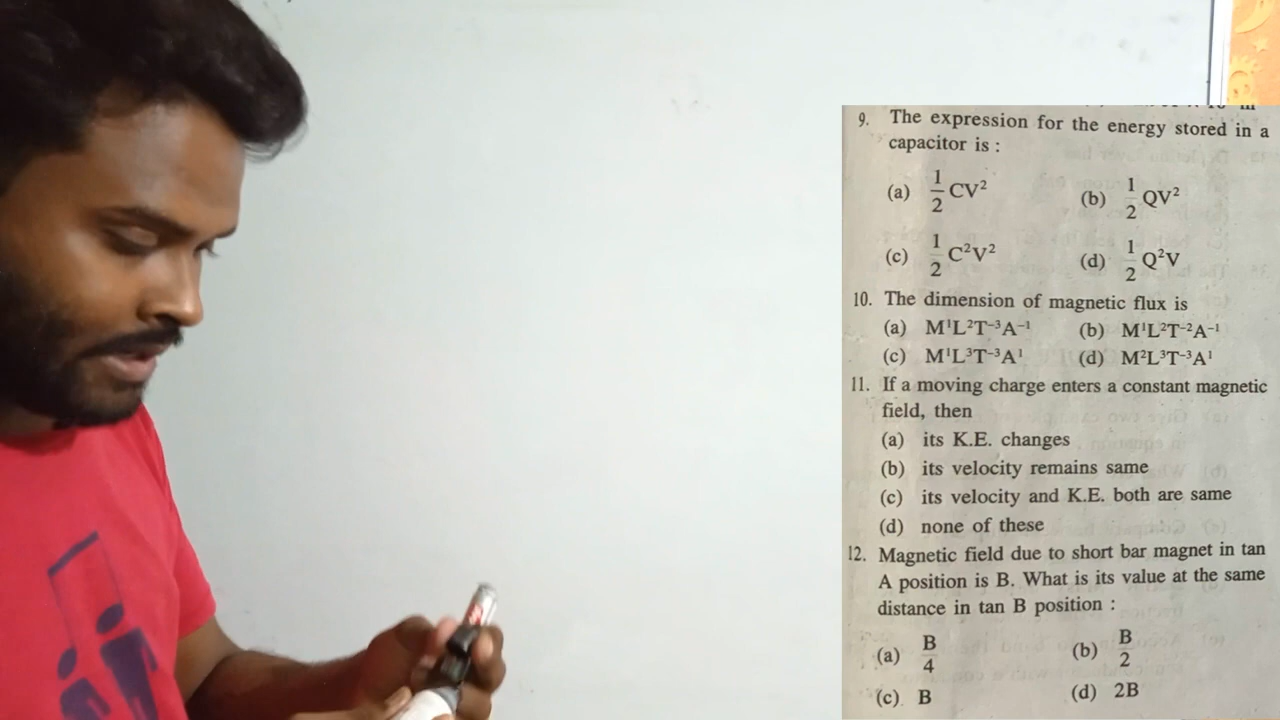 9. The expression for the energy stored in a
capacitor is :
(a) 1/2 CV² (b) 1/2 QV²
(c) 1/2 C²V² (d) 1/2 Q²V
10. The dimension of magnetic flux is
(a) M¹L²T⁻³A⁻¹ (b) M¹L²T⁻²A⁻¹
(c) M¹L³T⁻³A¹ (d) M²L³T⁻³A¹
11. If a moving charge enters a constant magnetic
field, then
(a) its K.E. changes
(b) its velocity remains same
(c) its velocity and K.E. both are same
(d) none of these
12. Magnetic field due to short bar magnet in tan
A position is B. What is its value at the same
distance in tan B position :
(a) B/4 (b) B/2
(c) B (d) 2B